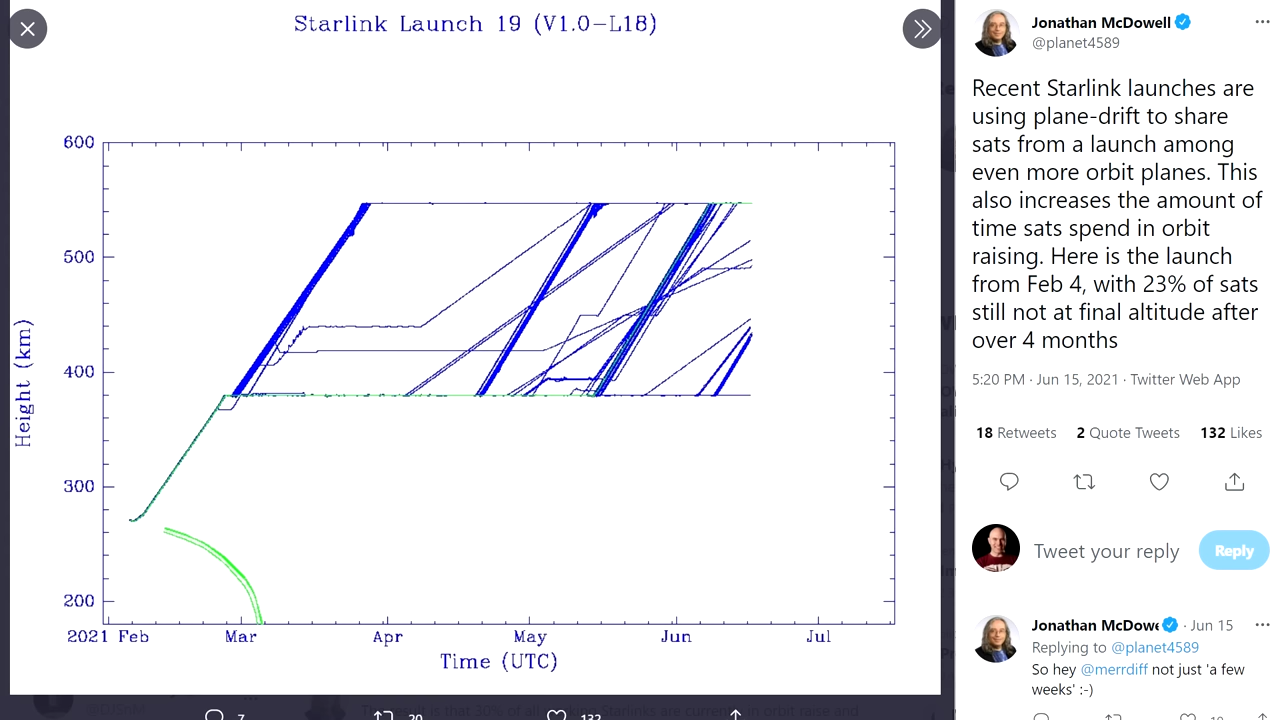 Starlink Launch 19 (V1.0-L18)
600
500
400
300
200
Height (km)
2021 Feb Mar Apr May Jun Jul
Time (UTC)
7 20 132
Jonathan McDowell
@planet4589
Recent Starlink launches are
using plane-drift to share
sats from a launch among
even more orbit planes. This
also increases the amount of
time sats spend in orbit
raising. Here is the launch
from Feb 4, with 23% of sats
still not at final altitude after
over 4 months
5:20 PM · Jun 15, 2021 · Twitter Web App
18 Retweets 2 Quote Tweets 132 Likes
Tweet your reply
Reply
Jonathan McDowe · Jun 15
Replying to @planet4589
So hey @merrdiff not just 'a few
weeks' :-)